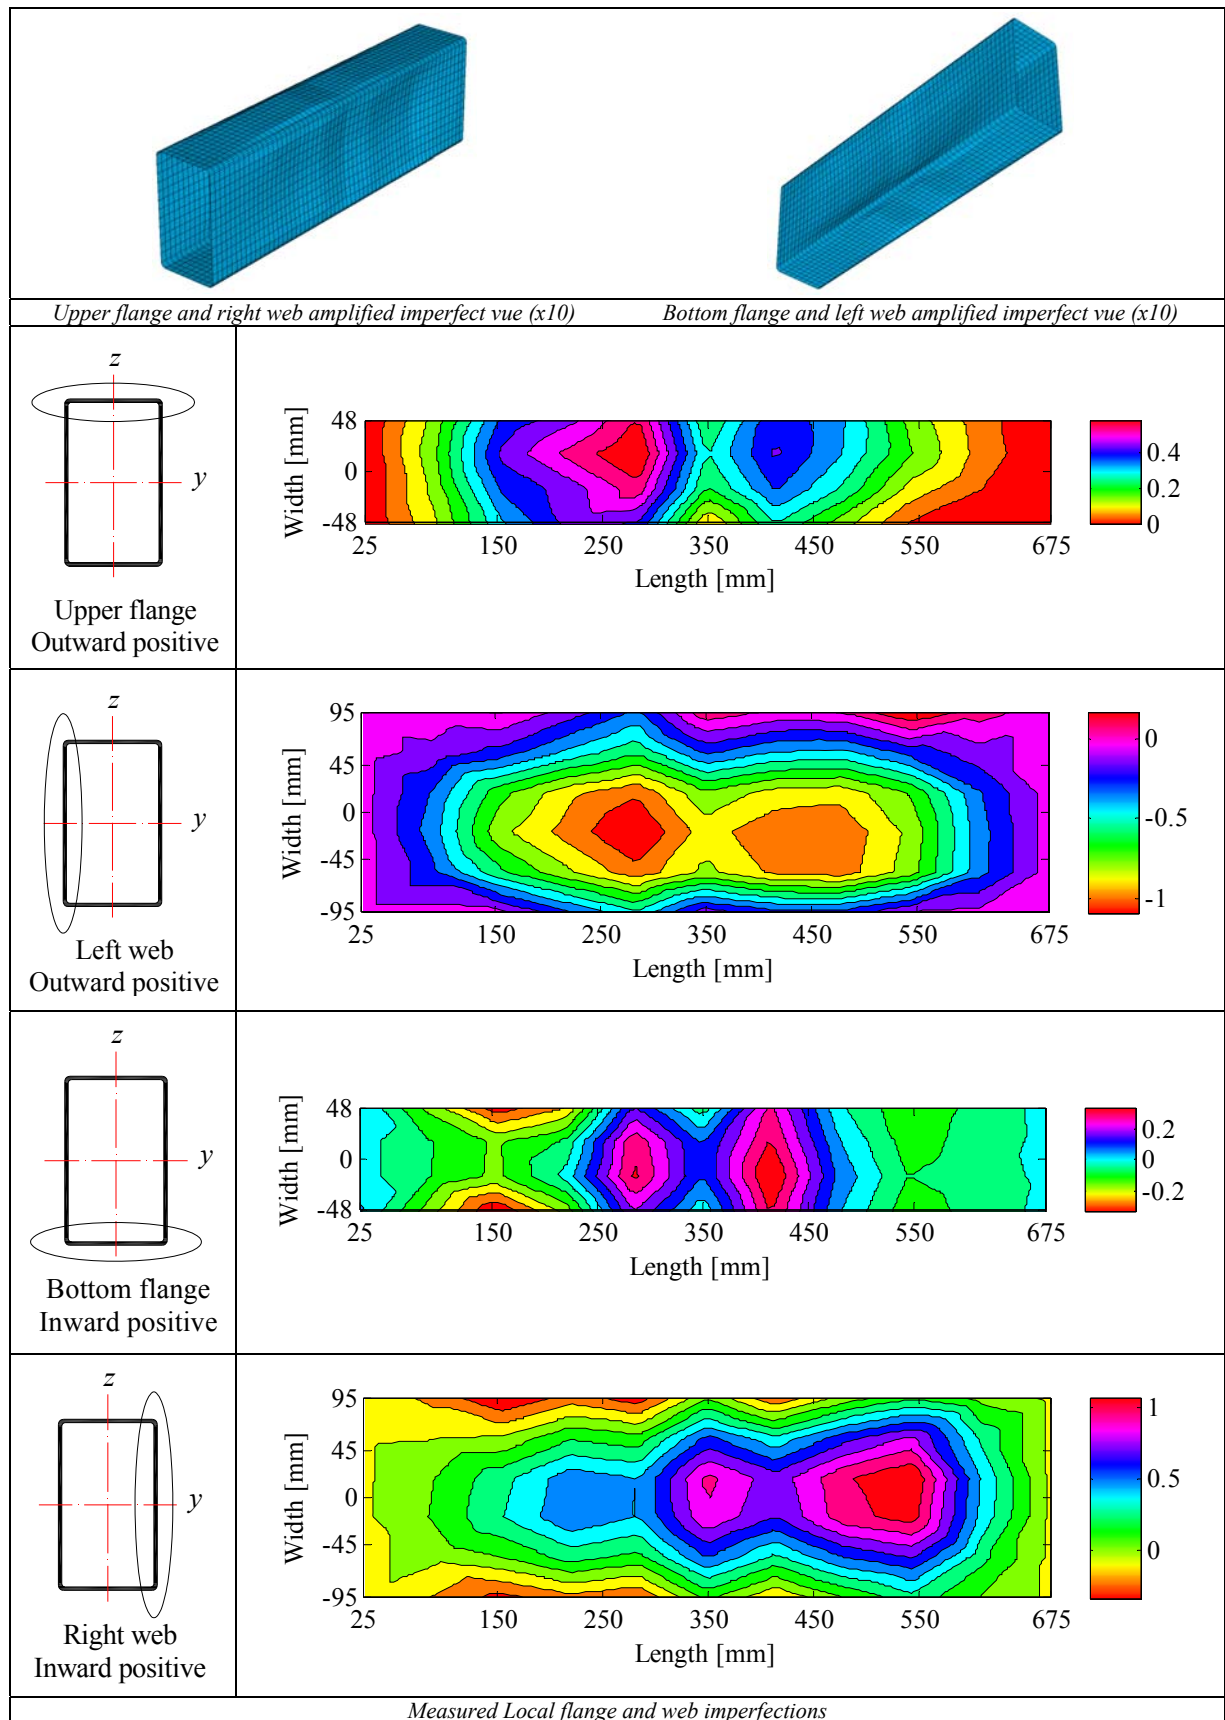 Upper flange and right web amplified imperfect vue (x10)
Bottom flange and left web amplified imperfect vue (x10)
z
y
Upper flange
Outward positive
Width [mm]
48
0
-48
25 150 250 350 450 550 675
Length [mm]
0.4
0.2
0
z
y
Left web
Outward positive
Width [mm]
95
45
0
-45
-95
25 150 250 350 450 550 675
Length [mm]
0
-0.5
-1
z
y
Bottom flange
Inward positive
Width [mm]
48
0
-48
25 150 250 350 450 550 675
Length [mm]
0.2
0
-0.2
z
y
Right web
Inward positive
Width [mm]
95
45
0
-45
-95
25 150 250 350 450 550 675
Length [mm]
1
0.5
0
Measured Local flange and web imperfections